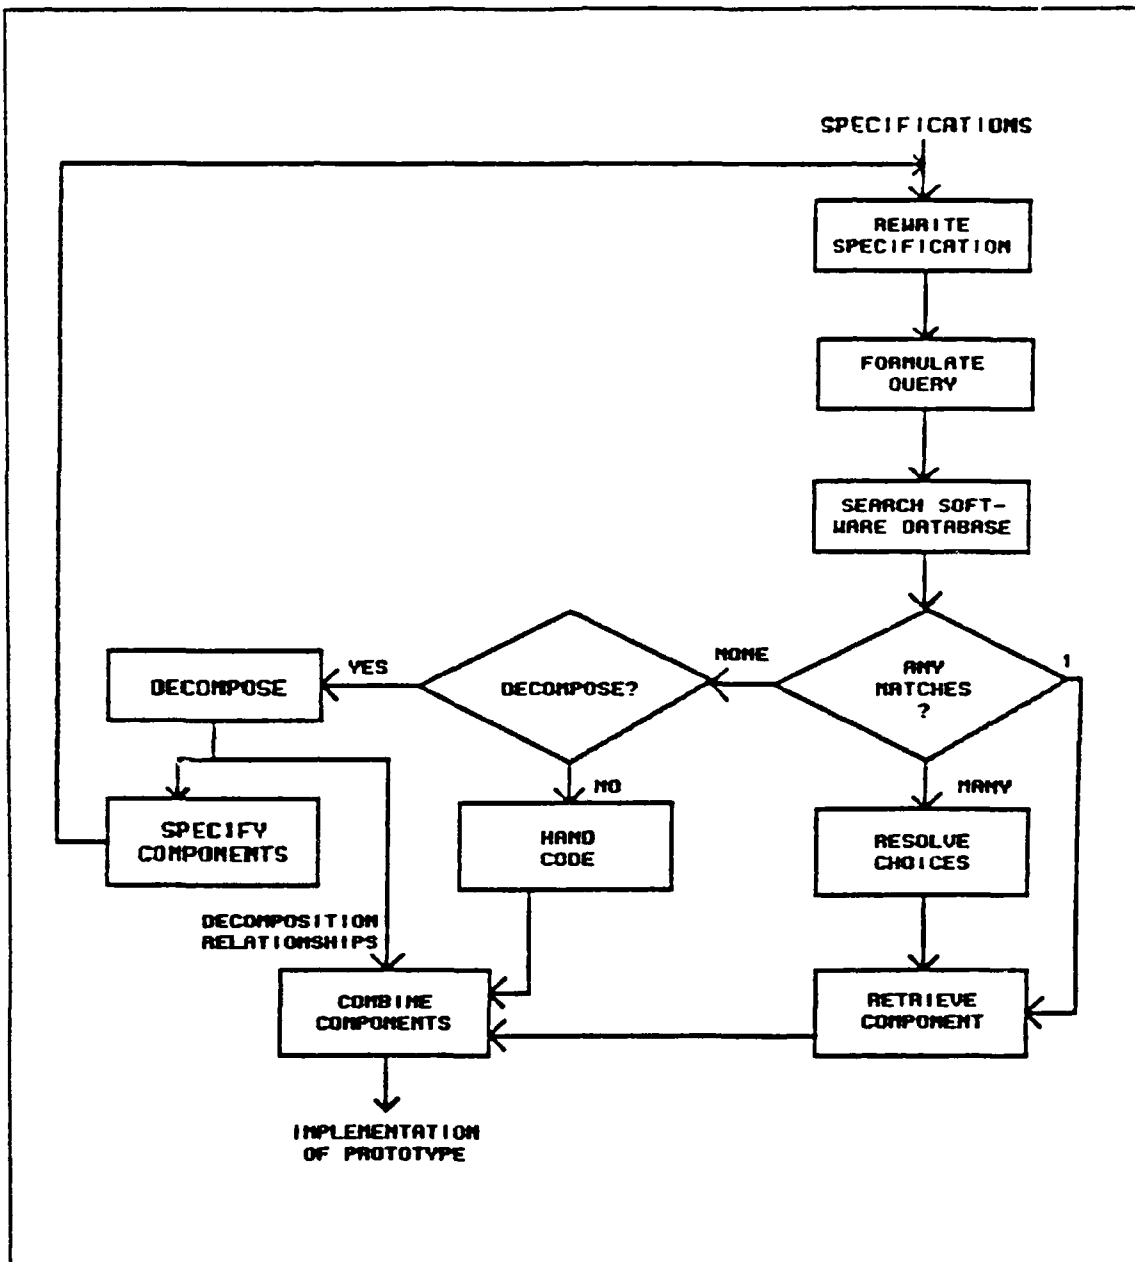 SPECIFICATIONS
REWRITE
SPECIFICATION
FORMULATE
QUERY
SEARCH SOFT-
WARE DATABASE
ANY
MATCHES
?
1
NONE
DECOMPOSE?
YES
DECOMPOSE
NO
MANY
SPECIFY
COMPONENTS
HAND
CODE
RESOLVE
CHOICES
DECOMPOSITION
RELATIONSHIPS
COMBINE
COMPONENTS
RETRIEVE
COMPONENT
IMPLEMENTATION
OF PROTOTYPE